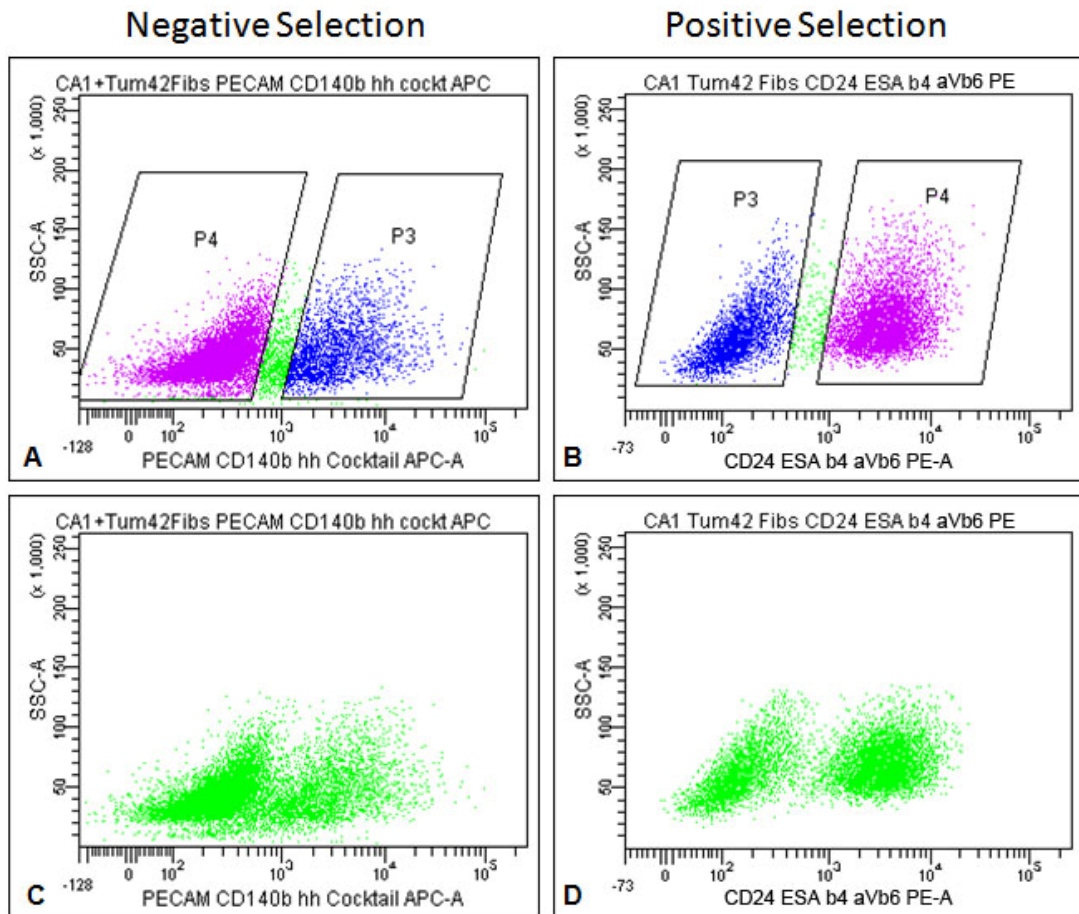 Negative Selection
Positive Selection
CA1+Tum42Fibs PECAM CD140b hh cockt APC
(x 1,000)
SSC-A
250
200
150
100
50
P4
P3
-128
0 10² 10³ 10⁴ 10⁵
PECAM CD140b hh Cocktail APC-A
A
CA1 Tum42 Fibs CD24 ESA b4 aVb6 PE
(x 1,000)
SSC-A
250
200
150
100
50
P3
P4
-73
0 10² 10³ 10⁴ 10⁵
CD24 ESA b4 aVb6 PE-A
B
CA1+Tum42Fibs PECAM CD140b hh cockt APC
(x 1,000)
SSC-A
250
200
150
100
50
-128
0 10² 10³ 10⁴ 10⁵
PECAM CD140b hh Cocktail APC-A
C
CA1 Tum42 Fibs CD24 ESA b4 aVb6 PE
(x 1,000)
SSC-A
250
200
150
100
50
-73
0 10² 10³ 10⁴ 10⁵
CD24 ESA b4 aVb6 PE-A
D